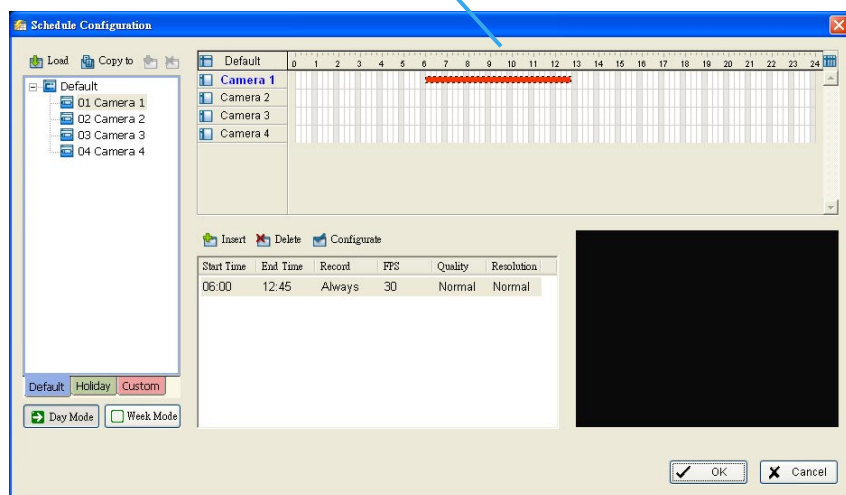 Schedule Configuration
Load Copy to
Default
01 Camera 1
02 Camera 2
03 Camera 3
04 Camera 4
Default Holiday Custom
Day Mode Week Mode
Default 0 1 2 3 4 5 6 7 8 9 10 11 12 13 14 15 16 17 18 19 20 21 22 23 24
Camera 1
Camera 2
Camera 3
Camera 4
Insert Delete Configurate
Start Time End Time Record FPS Quality Resolution
06:00 12:45 Always 30 Normal Normal
OK Cancel